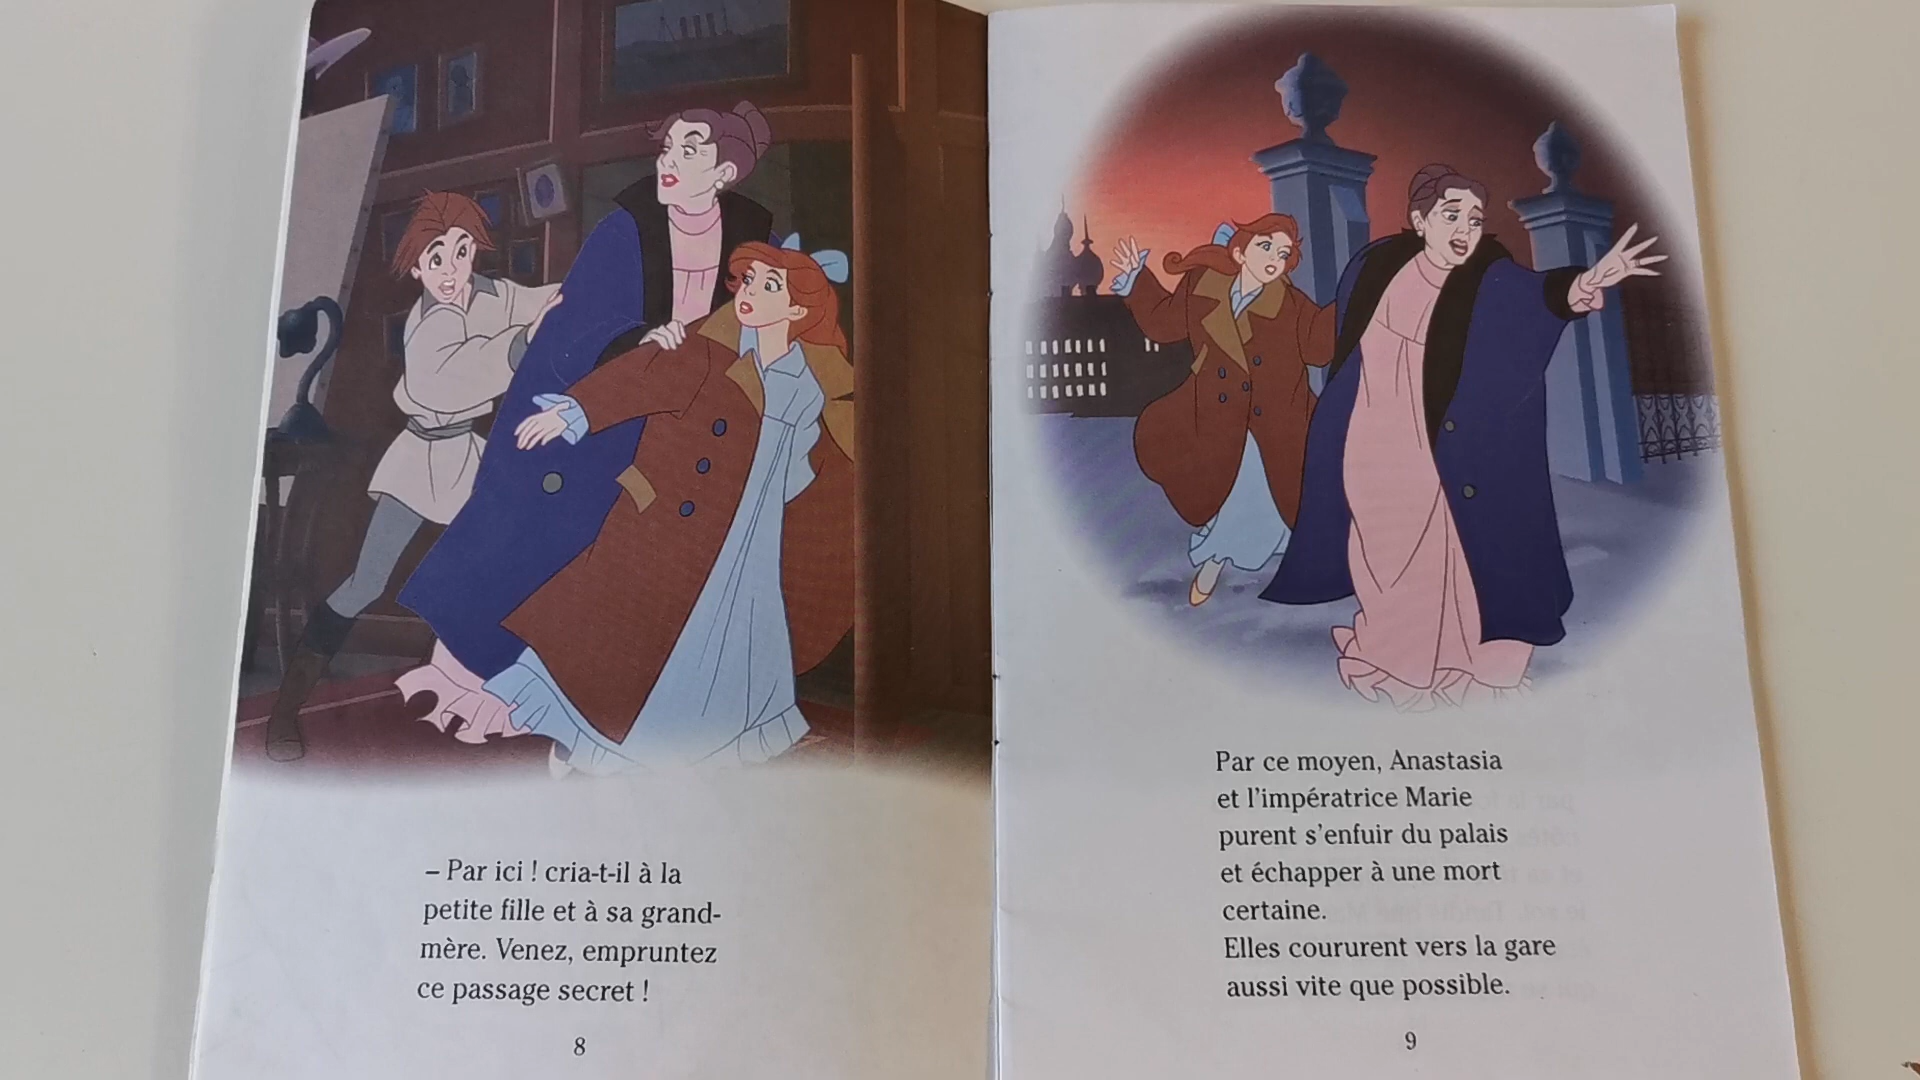 – Par ici ! cria-t-il à la
petite fille et à sa grand-
mère. Venez, empruntez
ce passage secret !
8
Par ce moyen, Anastasia
et l'impératrice Marie
purent s'enfuir du palais
et échapper à une mort
certaine.
Elles coururent vers la gare
aussi vite que possible.
9